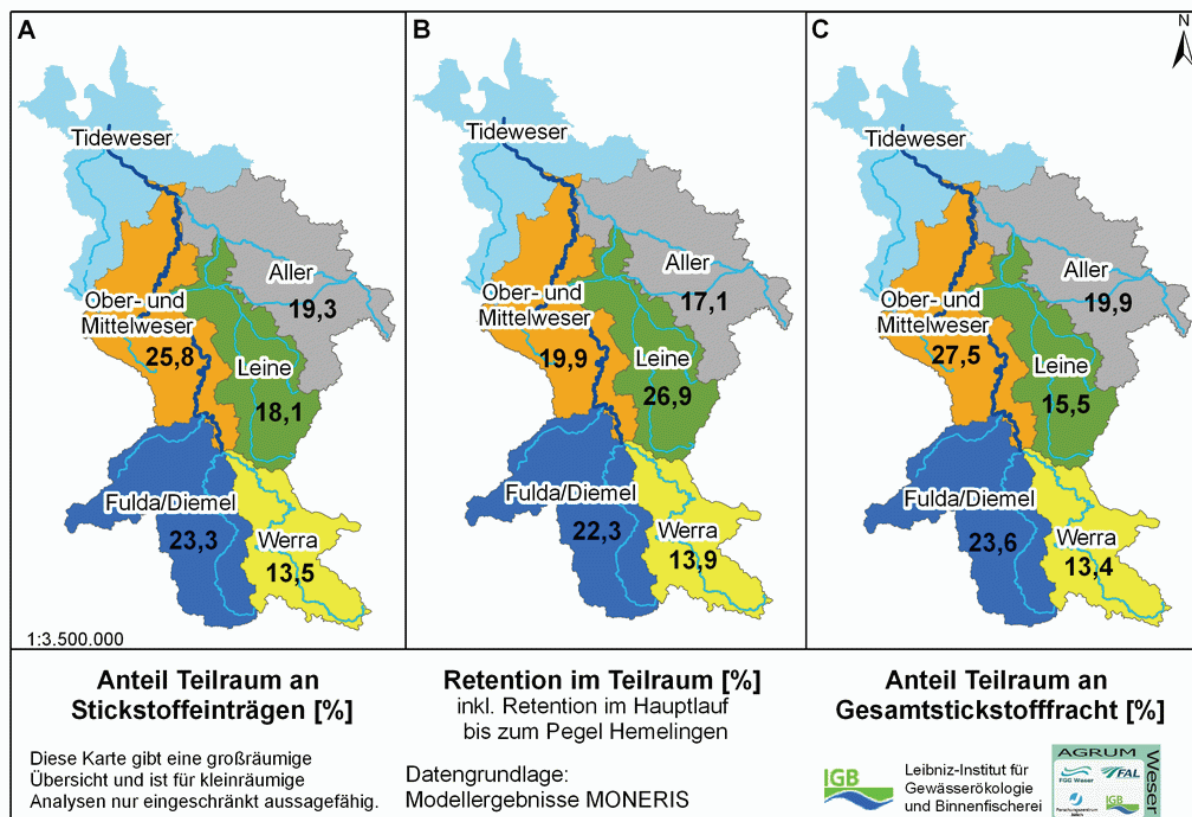 A
Tideweser
Aller
19,3
Ober- und
Mittelweser
25,8
Leine
18,1
Fulda/Diemel
23,3
Werra
13,5
1:3.500.000
B
Tideweser
Aller
17,1
Ober- und
Mittelweser
19,9
Leine
26,9
Fulda/Diemel
22,3
Werra
13,9
C
N
Tideweser
Aller
19,9
Ober- und
Mittelweser
27,5
Leine
15,5
Fulda/Diemel
23,6
Werra
13,4
Anteil Teilraum an
Stickstoffeinträgen [%]
Diese Karte gibt eine großräumige
Übersicht und ist für kleinräumige
Analysen nur eingeschränkt aussagefähig.
Retention im Teilraum [%]
inkl. Retention im Hauptlauf
bis zum Pegel Hemelingen
Datengrundlage:
Modellergebnisse MONERIS
Anteil Teilraum an
Gesamtstickstofffracht [%]
IGB
Leibniz-Institut für
Gewässerökologie
und Binnenfischerei
AGRUM
Weser
FGG Weser
FAL
Forschungszentrum
IGB